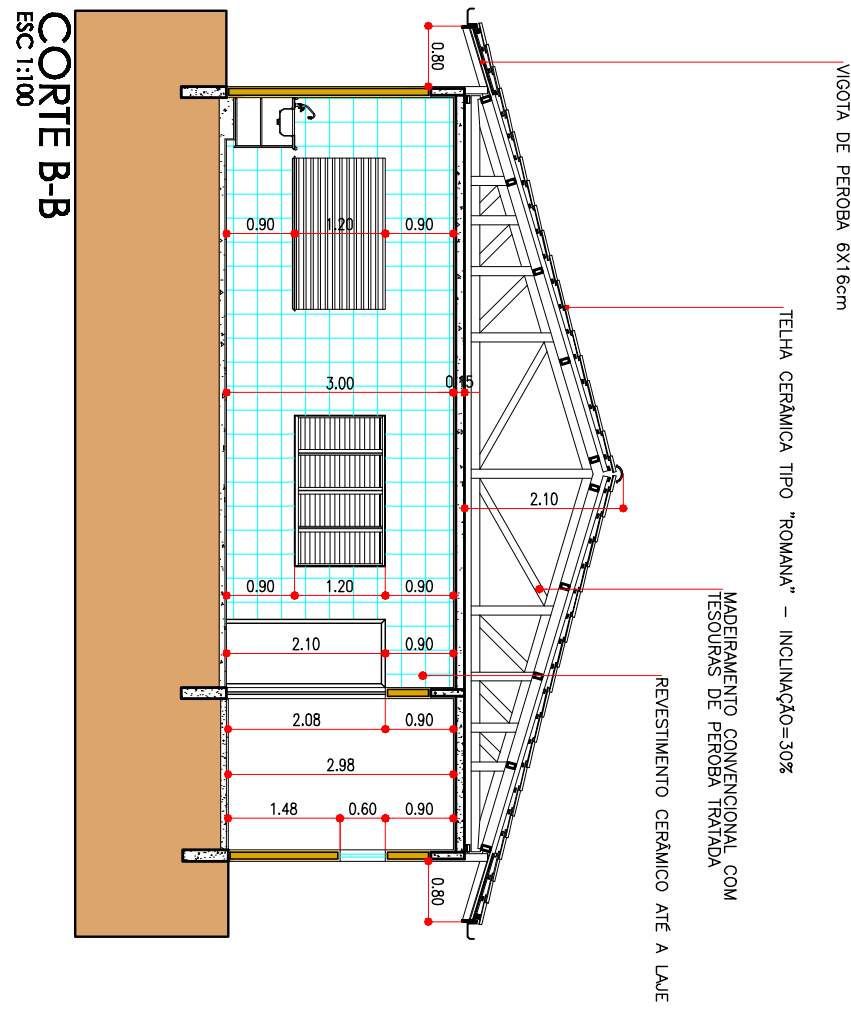 VIGOTA DE PEROBA 6X16cm
TELHA CERÂMICA TIPO "ROMANA" - INCLINAÇÃO=30%
MADEIRAMENTO CONVENCIONAL COM
TESOURAS DE PEROBA TRATADA
REVESTIMENTO CERÂMICO ATÉ A LAJE
0.80
0.90
1.20
0.90
3.00
2.10
0.90
1.20
0.90
2.10
0.90
2.08
0.90
2.98
1.48
0.60
0.90
0.80
CORTE B-B
ESC 1:100